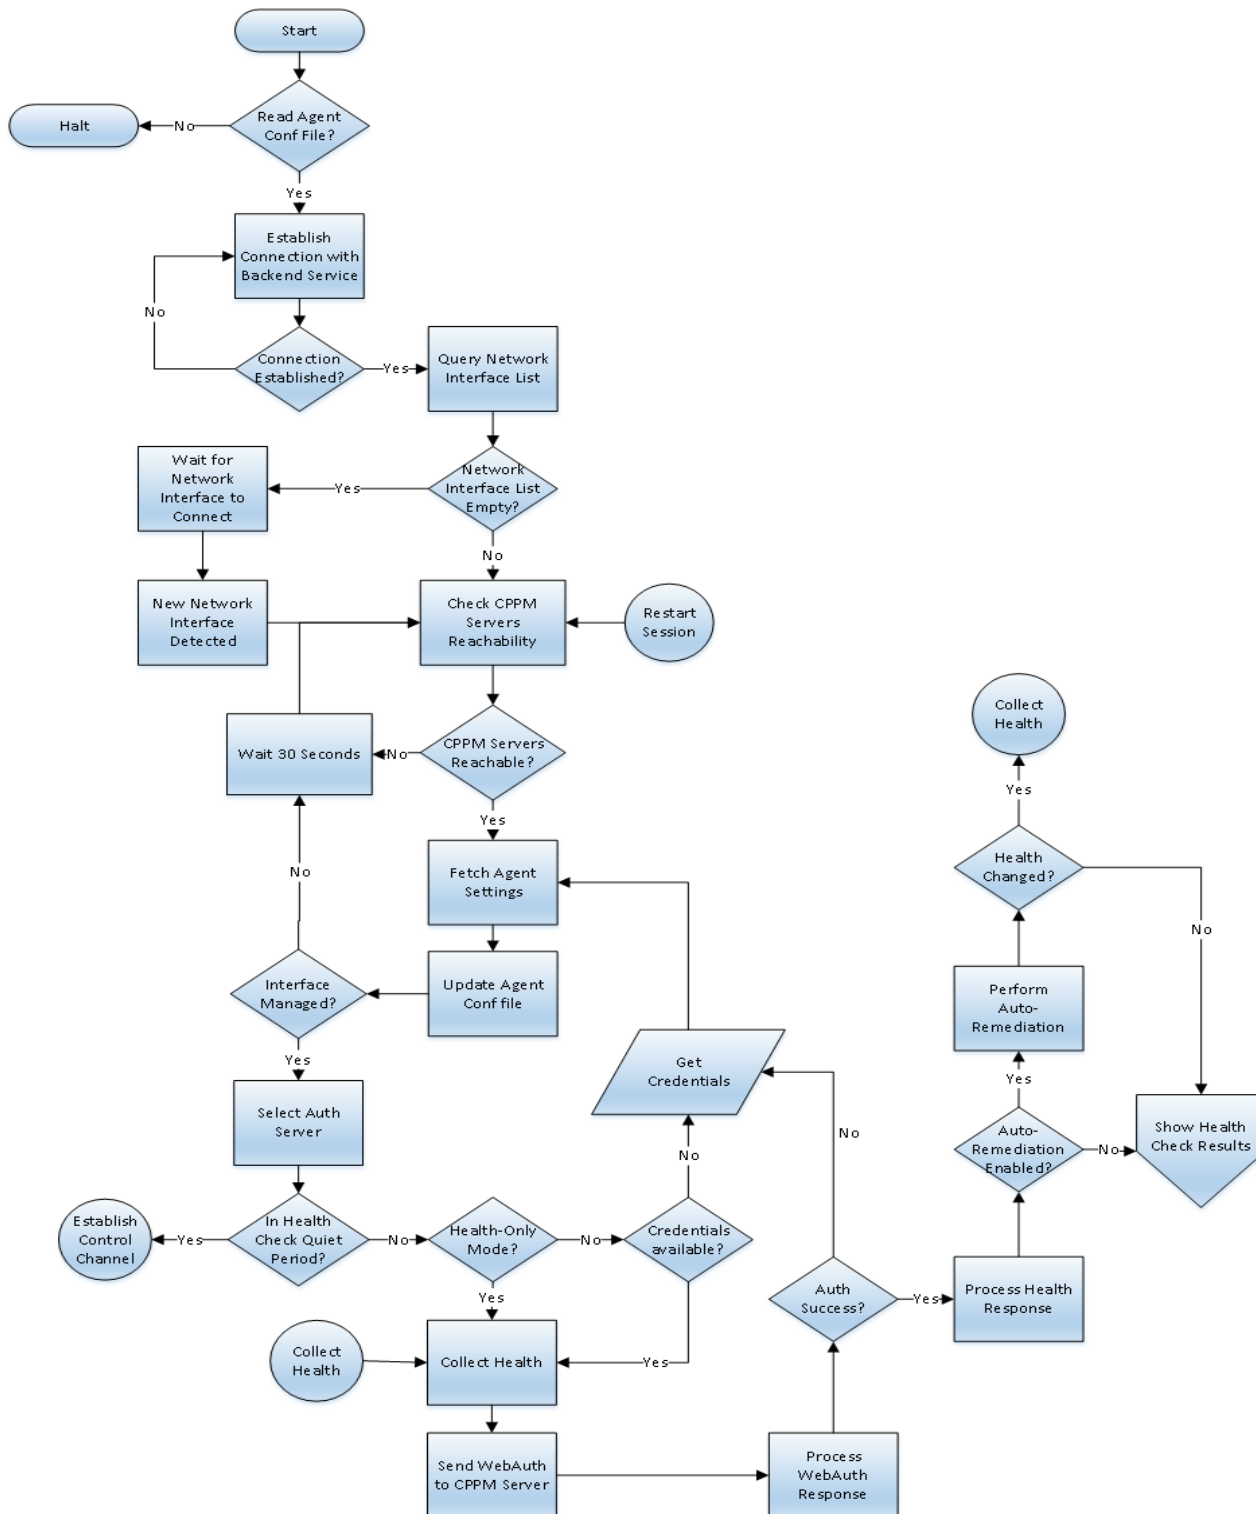 Start
Read Agent
Conf File?
No
Halt
Yes
Establish
Connection with
Backend Service
No
Connection
Established?
Yes
Query Network
Interface List
Network
Interface List
Empty?
Yes
Wait for
Network
Interface to
Connect
No
New Network
Interface
Detected
Check CPPM
Servers
Reachability
Restart
Session
CPPM Servers
Reachable?
No
Wait 30 Seconds
Yes
Fetch Agent
Settings
Update Agent
Conf file
Interface
Managed?
No
Yes
Select Auth
Server
In Health
Check Quiet
Period?
Yes
Establish
Control
Channel
No
Health-Only
Mode?
No
Credentials
available?
No
Get
Credentials
Yes
Yes
Collect
Health
Collect Health
Send WebAuth
to CPPM Server
Process
WebAuth
Response
Auth
Success?
No
Yes
Process Health
Response
Auto-
Remediation
Enabled?
No
Show Health
Check Results
Yes
Perform
Auto-
Remediation
Health
Changed?
No
Yes
Collect
Health